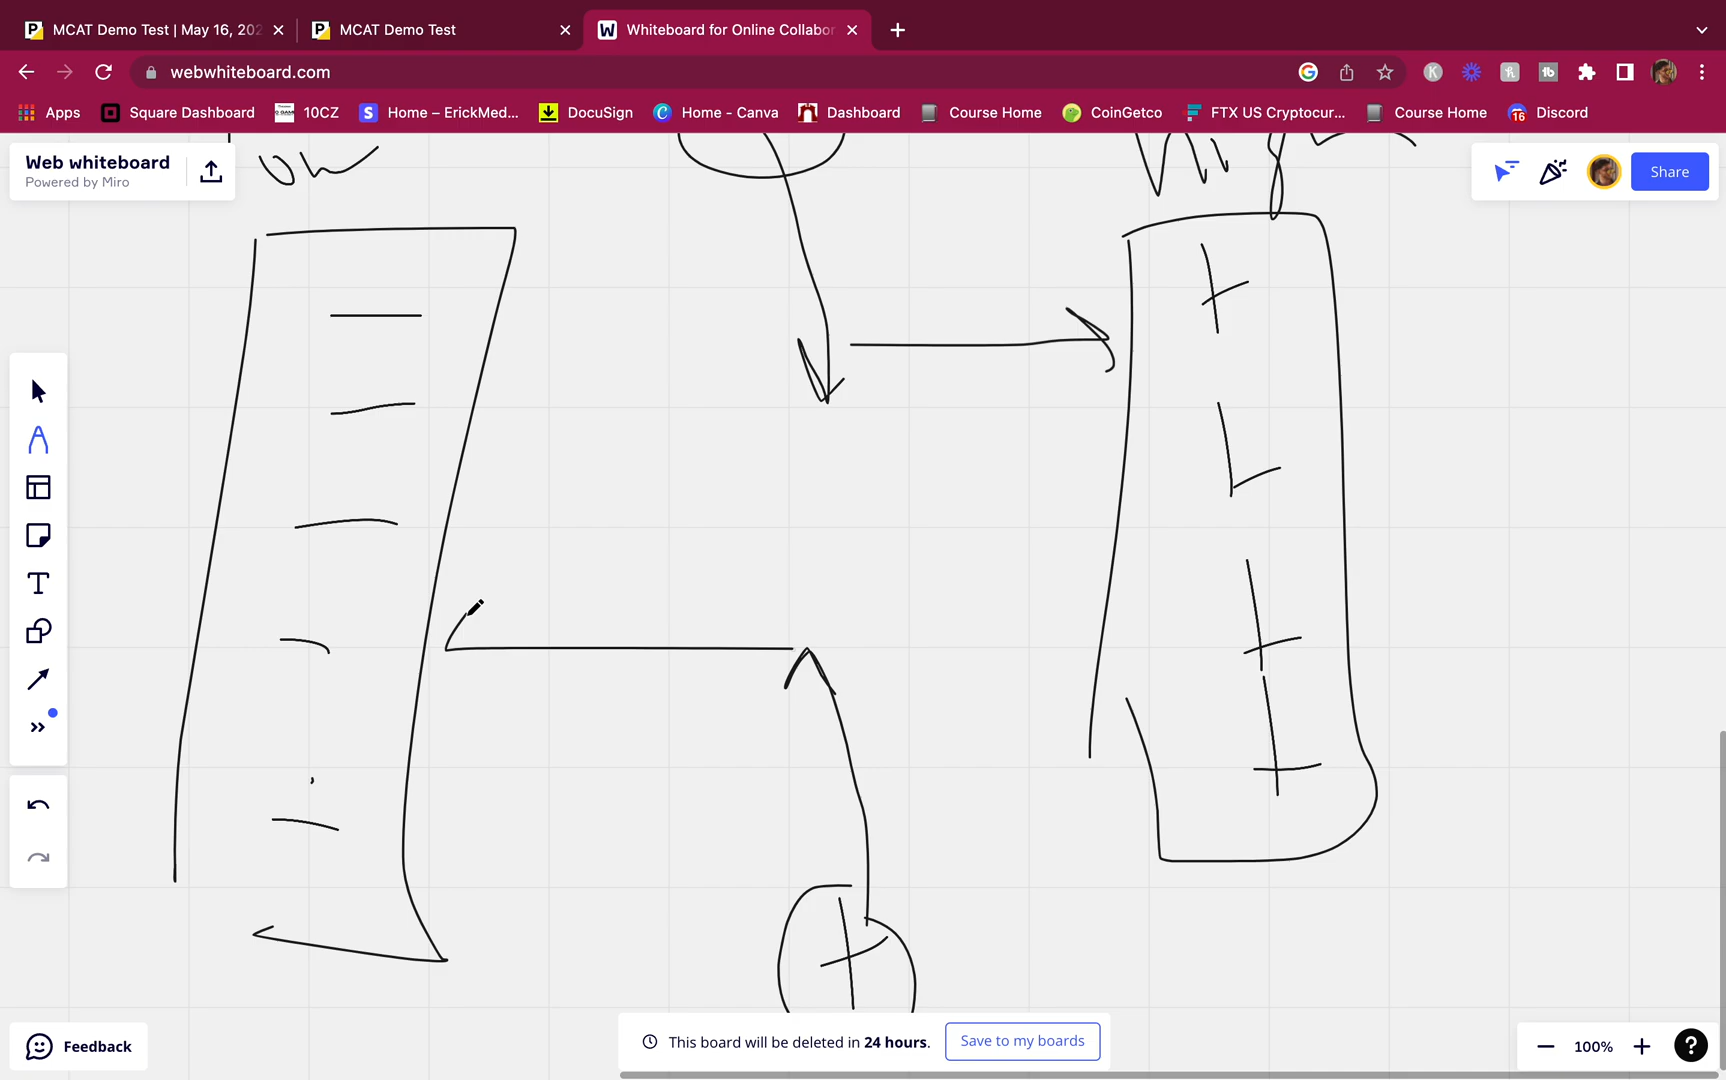 MCAT Demo Test | May 16, 202
MCAT Demo Test
Whiteboard for Online Collabor
webwhiteboard.com
Apps
Square Dashboard
10CZ
Home – ErickMed...
DocuSign
Home - Canva
Dashboard
Course Home
CoinGetco
FTX US Cryptocur...
Course Home
16
Discord
Web whiteboard
Powered by Miro
Share
Feedback
This board will be deleted in 24 hours.
Save to my boards
100%